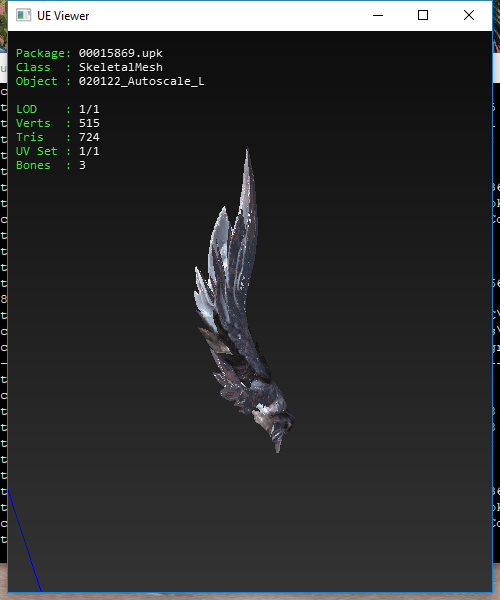 UE Viewer
Package: 00015869.upk
Class  : SkeletalMesh
Object : 020122_Autoscale_L
LOD    : 1/1
Verts  : 515
Tris   : 724
UV Set : 1/1
Bones  : 3